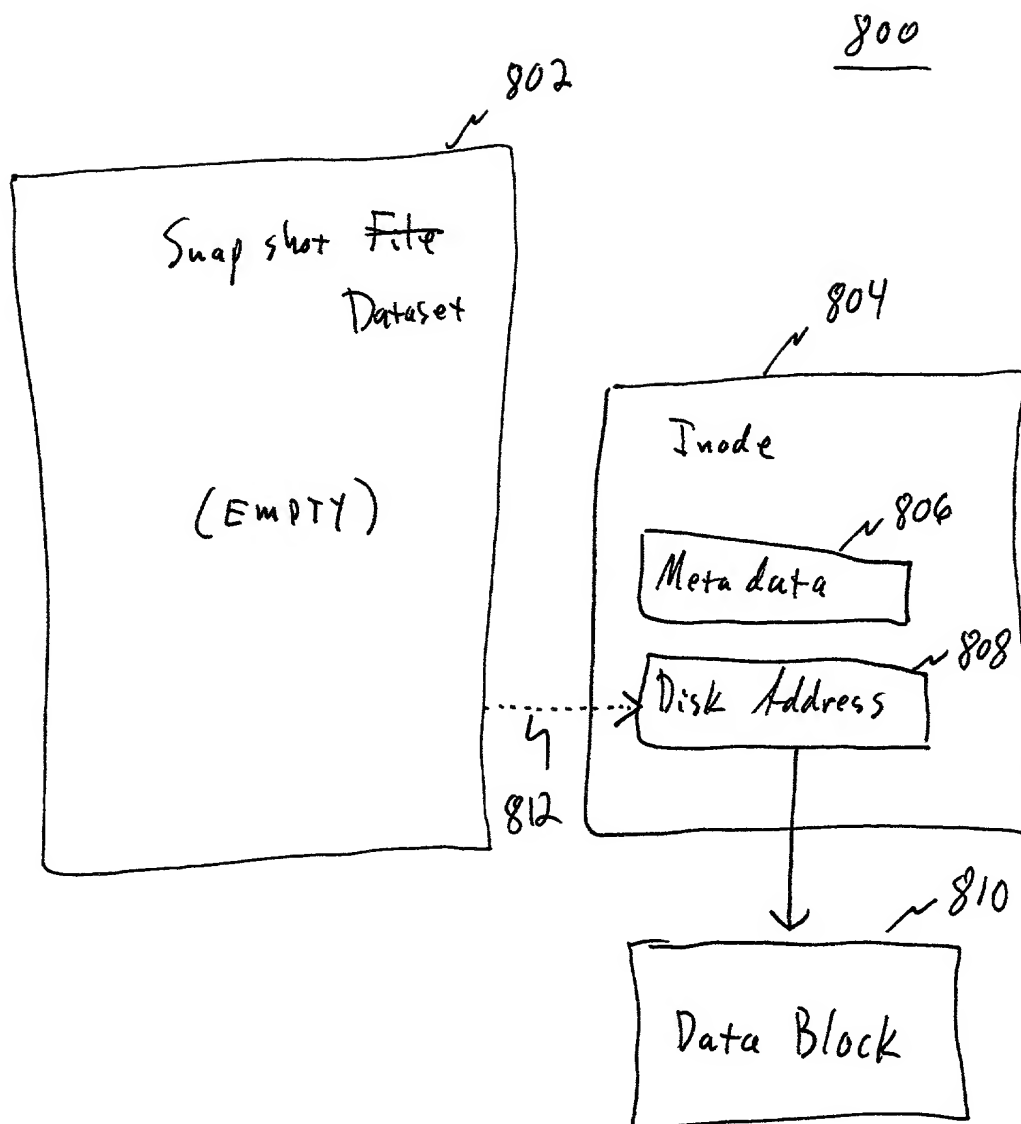 800
802
Snapshot File
Dataset
(EMPTY)
804
Inode
806
Metadata
808
Disk Address
812
810
Data Block